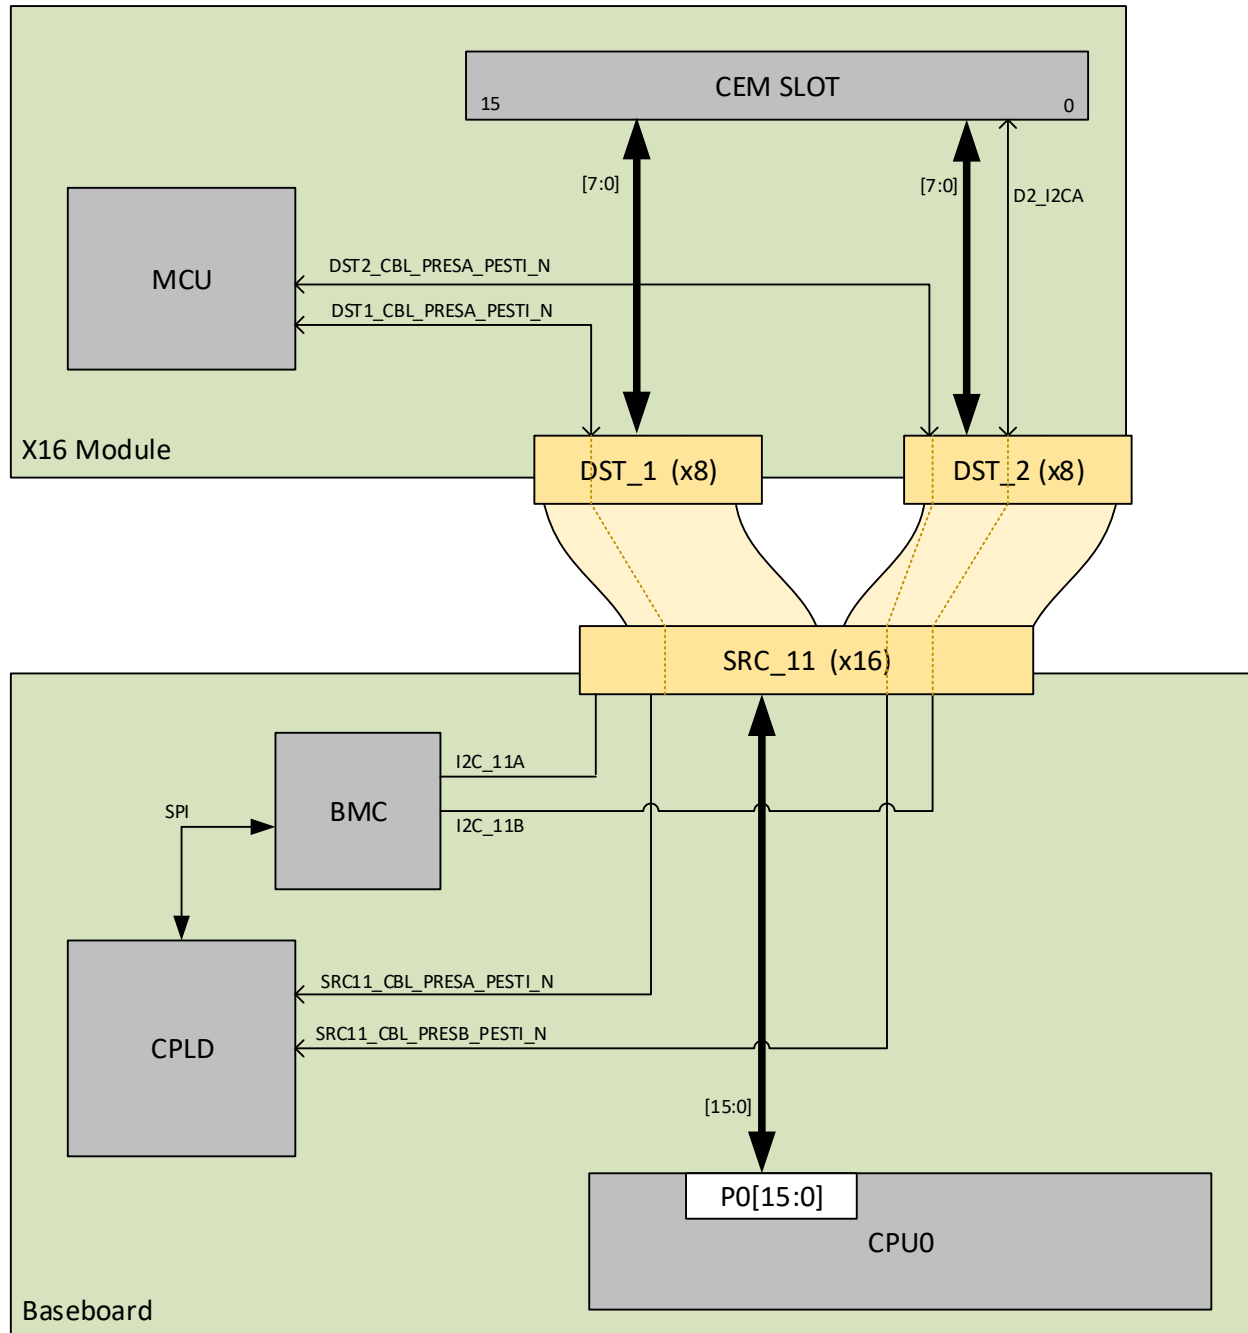 CEM SLOT
15
0
[7:0]
[7:0]
D2_I2CA
MCU
DST2_CBL_PRESA_PESTI_N
DST1_CBL_PRESA_PESTI_N
X16 Module
DST_1 (x8)
DST_2 (x8)
SRC_11 (x16)
I2C_11A
SPI
BMC
I2C_11B
SRC11_CBL_PRESA_PESTI_N
SRC11_CBL_PRESB_PESTI_N
CPLD
[15:0]
P0[15:0]
CPU0
Baseboard